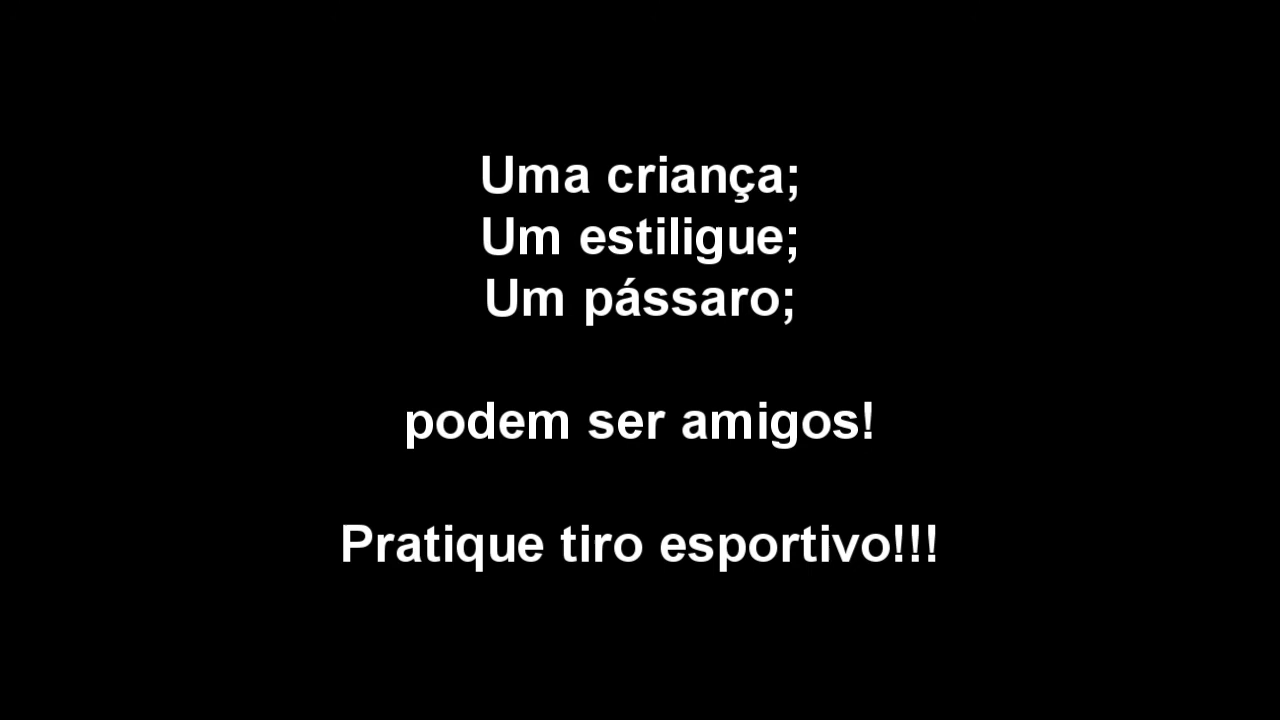 Uma criança;
Um estiligue;
Um pássaro;
podem ser amigos!
Pratique tiro esportivo!!!